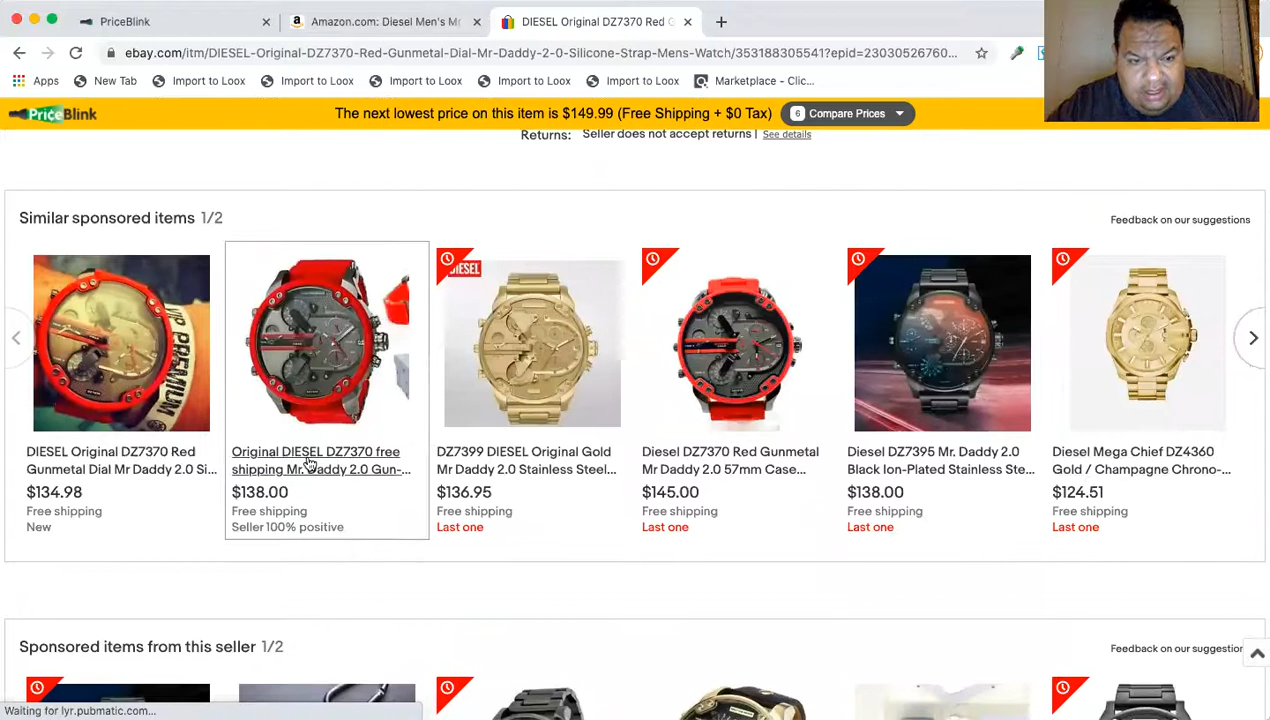 PriceBlink
Amazon.com: Diesel Men's Mr
DIESEL Original DZ7370 Red G
ebay.com/itm/DIESEL-Original-DZ7370-Red-Gunmetal-Dial-Mr-Daddy-2-0-Silicone-Strap-Mens-Watch/353188305541?epid=23030526760...
Apps
New Tab
Import to Loox
Import to Loox
Import to Loox
Import to Loox
Import to Loox
Marketplace - Clic...
PriceBlink
The next lowest price on this item is $149.99 (Free Shipping + $0 Tax)
6 Compare Prices
Returns: Seller does not accept returns | See details
Similar sponsored items 1/2
Feedback on our suggestions
VIP PREMIUM
DIESEL
DIESEL Original DZ7370 Red
Gunmetal Dial Mr Daddy 2.0 Si...
$134.98
Free shipping
New
Original DIESEL DZ7370 free
shipping Mr. Daddy 2.0 Gun-...
$138.00
Free shipping
Seller 100% positive
DZ7399 DIESEL Original Gold
Mr Daddy 2.0 Stainless Steel...
$136.95
Free shipping
Last one
Diesel DZ7370 Red Gunmetal
Mr Daddy 2.0 57mm Case...
$145.00
Free shipping
Last one
Diesel DZ7395 Mr. Daddy 2.0
Black Ion-Plated Stainless Ste...
$138.00
Free shipping
Last one
Diesel Mega Chief DZ4360
Gold / Champagne Chrono-...
$124.51
Free shipping
Last one
Sponsored items from this seller 1/2
Feedback on our suggestions
Waiting for lyr.pubmatic.com...